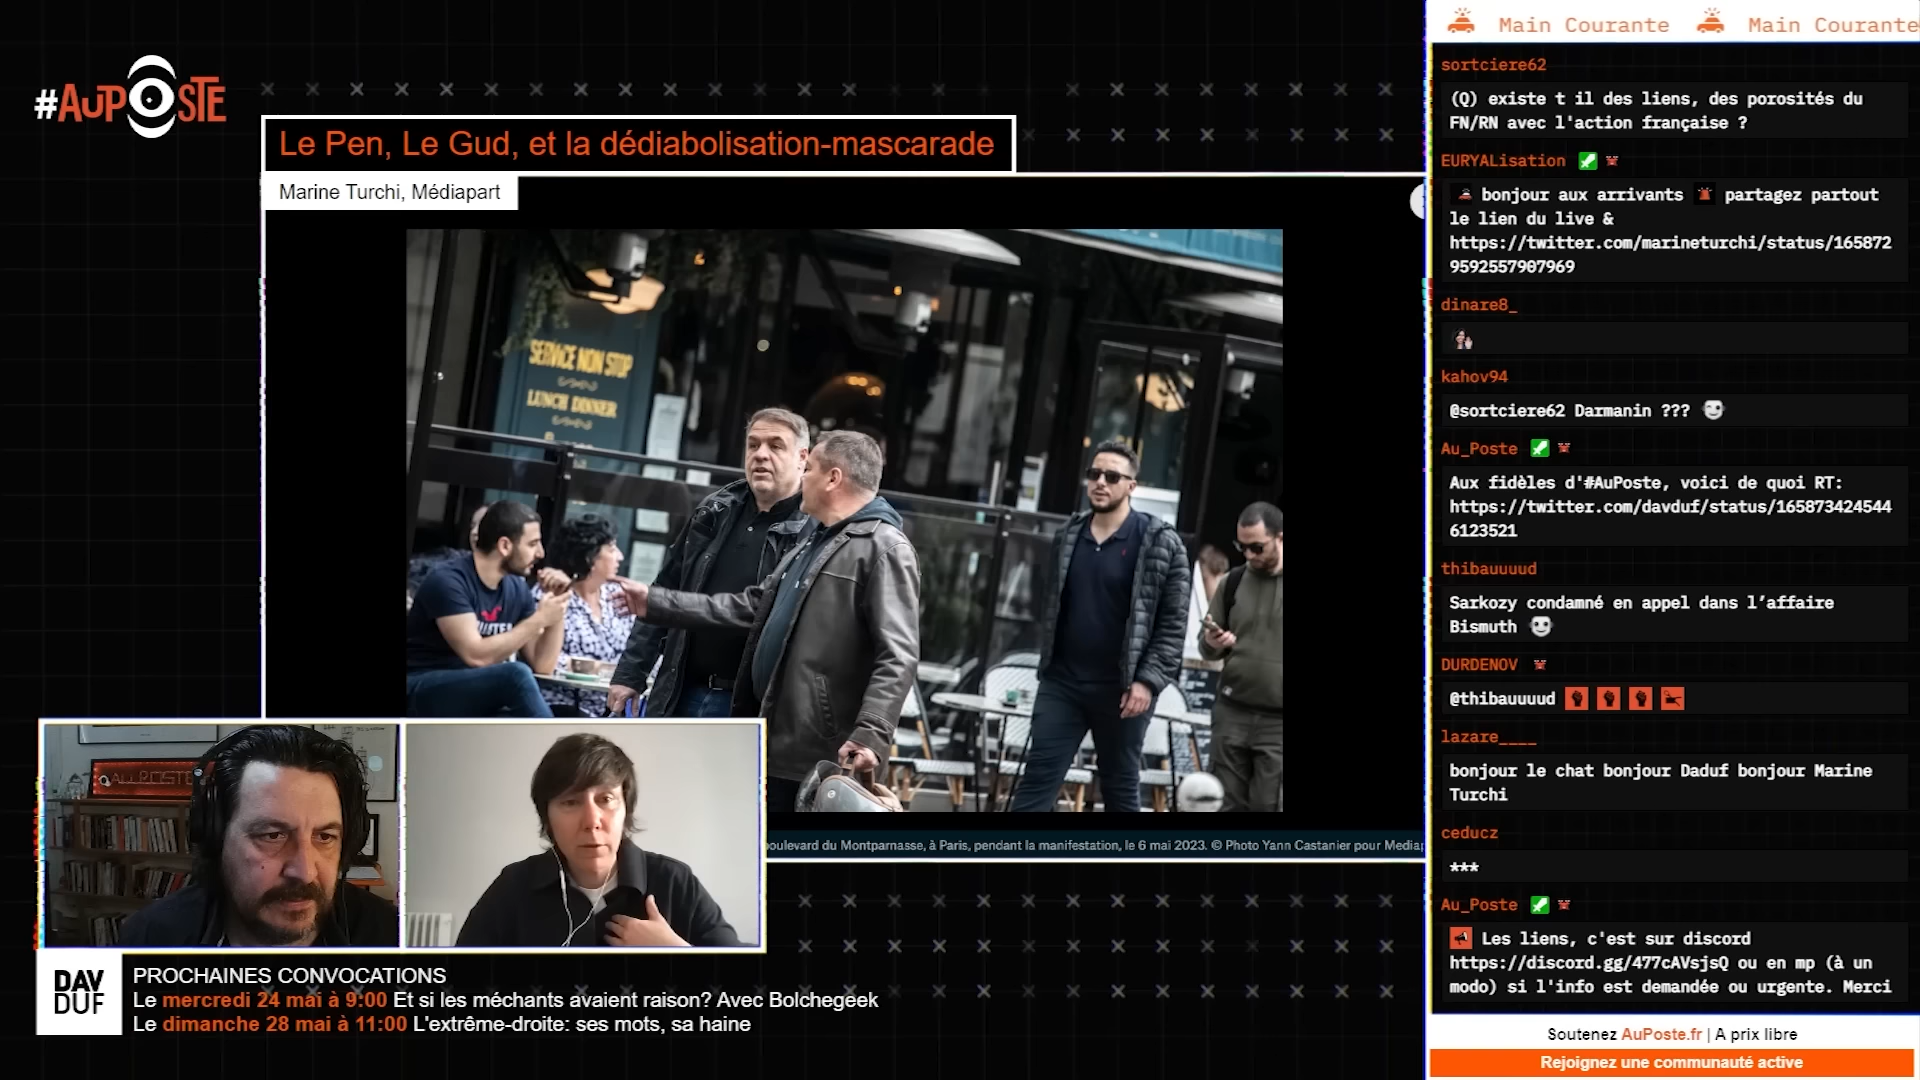 #AuPOSTE
Le Pen, Le Gud, et la dédiabolisation-mascarade
Marine Turchi, Médiapart
SERVICE NON STOP
LUNCH DINNER
AUPOSTE
boulevard du Montparnasse, à Paris, pendant la manifestation, le 6 mai 2023. © Photo Yann Castanier pour Mediap
DAV
DUF
PROCHAINES CONVOCATIONS
Le mercredi 24 mai à 9:00 Et si les méchants avaient raison? Avec Bolchegeek
Le dimanche 28 mai à 11:00 L'extrême-droite: ses mots, sa haine
Main Courante Main Courante
sortciere62
(Q) existe t il des liens, des porosités du
FN/RN avec l'action française ?
EURYALisation
bonjour aux arrivants partagez partout
le lien du live &
https://twitter.com/marineturchi/status/165872
9592557907969
dinare8_
kahov94
@sortciere62 Darmanin ???
Au_Poste
Aux fidèles d'#AuPoste, voici de quoi RT:
https://twitter.com/davduf/status/165873424544
6123521
thibauuuud
Sarkozy condamné en appel dans l’affaire
Bismuth
DURDENOV
@thibauuuud
lazare____
bonjour le chat bonjour Daduf bonjour Marine
Turchi
ceducz
***
Au_Poste
Les liens, c'est sur discord
https://discord.gg/477cAVsjsQ ou en mp (à un
modo) si l'info est demandée ou urgente. Merci
Soutenez AuPoste.fr | A prix libre
Rejoignez une communauté active